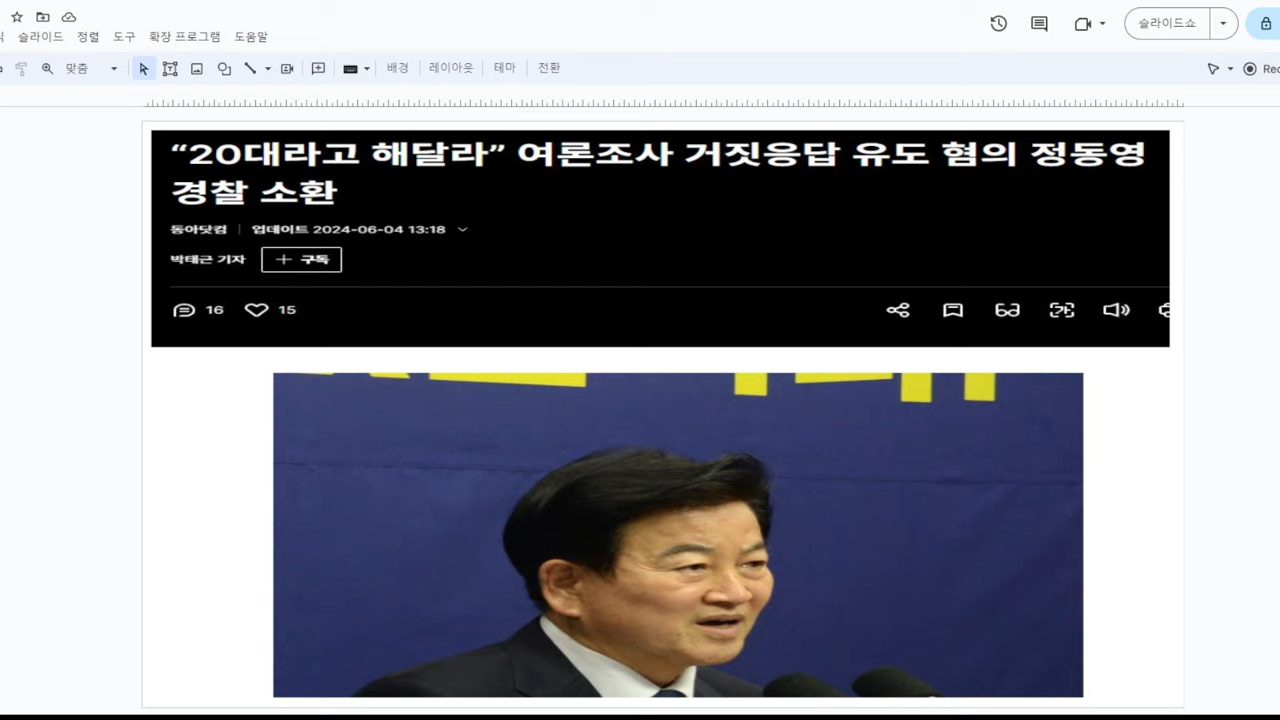 슬라이드 정렬 도구 확장 프로그램 도움말
슬라이드쇼
맞춤 배경 레이아웃 테마 전환
“20대라고 해달라” 여론조사 거짓응답 유도 혐의 정동영
경찰 소환
동아닷컴 업데이트 2024-06-04 13:18
박태근 기자 구독
16 15 가